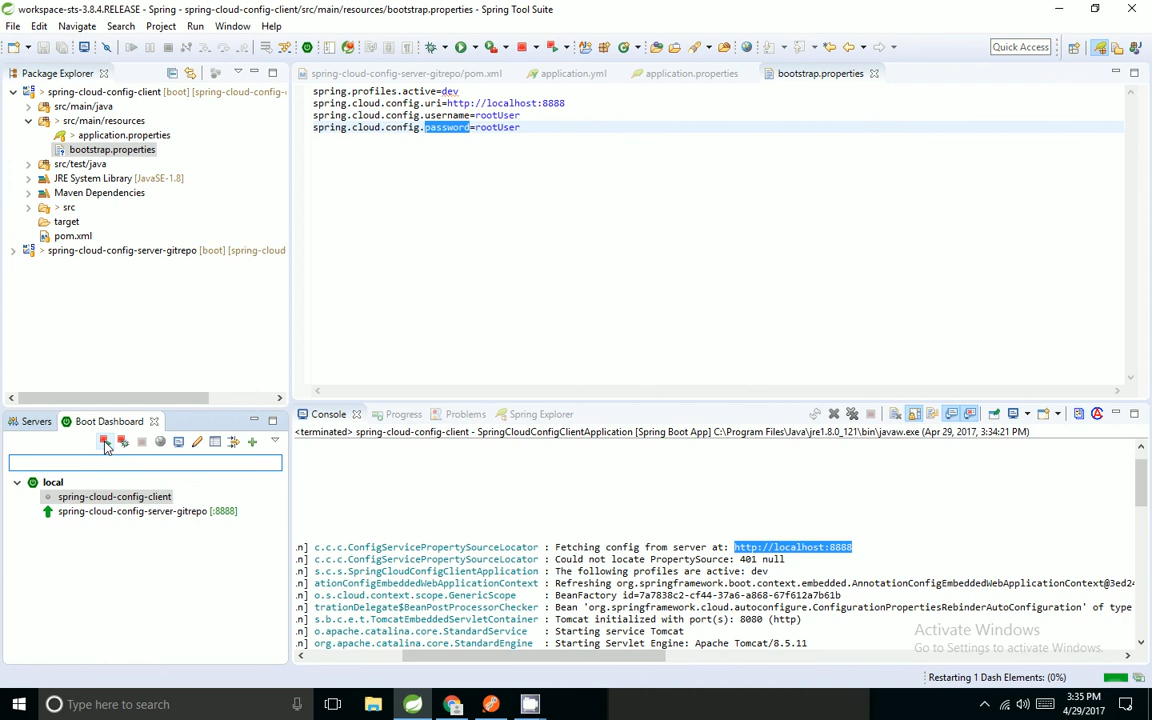 workspace-sts-3.8.4.RELEASE - Spring - spring-cloud-config-client/src/main/resources/bootstrap.properties - Spring Tool Suite
File Edit Navigate Search Project Run Window Help
Quick Access
Package Explorer
spring-cloud-config-server-gitrepo/pom.xml application.yml application.properties bootstrap.properties
> spring-cloud-config-client [boot] [spring-cloud-config-
src/main/java
> src/main/resources
> application.properties
bootstrap.properties
src/test/java
JRE System Library [JavaSE-1.8]
Maven Dependencies
> src
target
pom.xml
> spring-cloud-config-server-gitrepo [boot] [spring-cloud
spring.profiles.active=dev
spring.cloud.config.uri=http://localhost:8888
spring.cloud.config.username=rootUser
spring.cloud.config.password=rootUser
Servers Boot Dashboard
local
spring-cloud-config-client
spring-cloud-config-server-gitrepo [:8888]
Console Progress Problems Spring Explorer
<terminated> spring-cloud-config-client - SpringCloudConfigClientApplication [Spring Boot App] C:\Program Files\Java\jre1.8.0_121\bin\javaw.exe (Apr 29, 2017, 3:34:21 PM)
.n] c.c.c.ConfigServicePropertySourceLocator : Fetching config from server at: http://localhost:8888
.n] c.c.c.ConfigServicePropertySourceLocator : Could not locate PropertySource: 401 null
.n] s.c.s.SpringCloudConfigClientApplication : The following profiles are active: dev
.n] ationConfigEmbeddedWebApplicationContext : Refreshing org.springframework.boot.context.embedded.AnnotationConfigEmbeddedWebApplicationContext@3ed24
.n] o.s.cloud.context.scope.GenericScope : BeanFactory id=7a7838c2-cf44-37a6-a868-67f612a7b61b
.n] trationDelegate$BeanPostProcessorChecker : Bean 'org.springframework.cloud.autoconfigure.ConfigurationPropertiesRebinderAutoConfiguration' of type
.n] s.b.c.e.t.TomcatEmbeddedServletContainer : Tomcat initialized with port(s): 8080 (http)
.n] o.apache.catalina.core.StandardService : Starting service Tomcat
.n] org.apache.catalina.core.StandardEngine : Starting Servlet Engine: Apache Tomcat/8.5.11
Activate Windows
Go to Settings to activate Windows.
Restarting 1 Dash Elements: (0%)
Type here to search
3:35 PM
4/29/2017